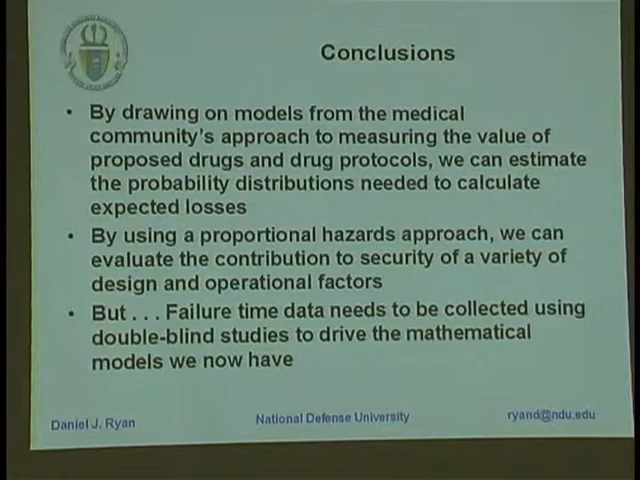 Conclusions
• By drawing on models from the medical
community's approach to measuring the value of
proposed drugs and drug protocols, we can estimate
the probability distributions needed to calculate
expected losses
• By using a proportional hazards approach, we can
evaluate the contribution to security of a variety of
design and operational factors
• But . . . Failure time data needs to be collected using
double-blind studies to drive the mathematical
models we now have
Daniel J. Ryan
National Defense University
ryand@ndu.edu